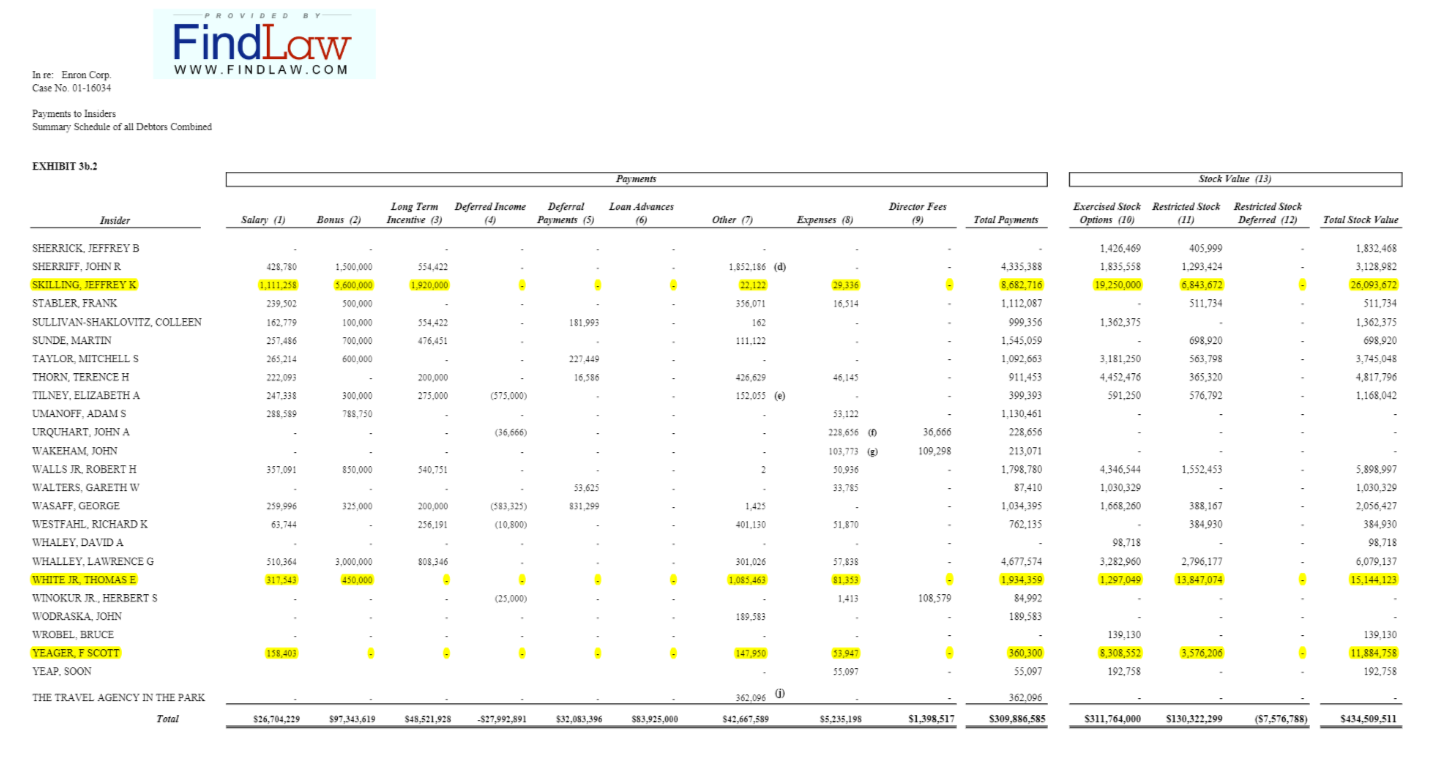 PROVIDED BY
FindLaw
WWW.FINDLAW.COM
In re: Enron Corp.
Case No. 01-16034
Payments to Insiders
Summary Schedule of all Debtors Combined
EXHIBIT 3b.2
Payments Stock Value (13)
Insider Salary (1) Bonus (2) Long Term Incentive (3) Deferred Income (4) Deferral Payments (5) Loan Advances (6) Other (7) Expenses (8) Director Fees (9) Total Payments Exercised Stock Options (10) Restricted Stock (11) Restricted Stock Deferred (12) Total Stock Value
SHERRICK, JEFFREY B - - - - - - - - - - 1,426,469 405,999 - 1,832,468
SHERRIFF, JOHN R 428,780 1,500,000 554,422 - - - 1,852,186 (d) - - 4,335,388 1,835,558 1,293,424 - 3,128,982
SKILLING, JEFFREY K 1,111,258 5,600,000 1,920,000 - - - 22,122 29,336 - 8,682,716 19,250,000 6,843,672 - 26,093,672
STABLER, FRANK 239,502 500,000 - - - - 356,071 16,514 - 1,112,087 - 511,734 - 511,734
SULLIVAN-SHAKLOVITZ, COLLEEN 162,779 100,000 554,422 - 181,993 - 162 - - 999,356 1,362,375 - - 1,362,375
SUNDE, MARTIN 257,486 700,000 476,451 - - - 111,122 - - 1,545,059 - 698,920 - 698,920
TAYLOR, MITCHELL S 265,214 600,000 - - 227,449 - - - - 1,092,663 3,181,250 563,798 - 3,745,048
THORN, TERENCE H 222,093 - 200,000 - 16,586 - 426,629 46,145 - 911,453 4,452,476 365,320 - 4,817,796
TILNEY, ELIZABETH A 247,338 300,000 275,000 (575,000) - - 152,055 (e) - - 399,393 591,250 576,792 - 1,168,042
UMANOFF, ADAM S 288,589 788,750 - - - - - 53,122 - 1,130,461 - - - -
URQUHART, JOHN A - - - (36,666) - - - 228,656 (f) 36,666 228,656 - - - -
WAKEHAM, JOHN - - - - - - - 103,773 (g) 109,298 213,071 - - - -
WALLS JR, ROBERT H 357,091 850,000 540,751 - - - 2 50,936 - 1,798,780 4,346,544 1,552,453 - 5,898,997
WALTERS, GARETH W - - - - 53,625 - - 33,785 - 87,410 1,030,329 - - 1,030,329
WASAFF, GEORGE 259,996 325,000 200,000 (583,325) 831,299 - 1,425 - - 1,034,395 1,668,260 388,167 - 2,056,427
WESTFAHL, RICHARD K 63,744 - 256,191 (10,800) - - 401,130 51,870 - 762,135 - 384,930 - 384,930
WHALEY, DAVID A - - - - - - - - - - 98,718 - - 98,718
WHALLEY, LAWRENCE G 510,364 3,000,000 808,346 - - - 301,026 57,838 - 4,677,574 3,282,960 2,796,177 - 6,079,137
WHITE JR, THOMAS E 317,543 450,000 - - - - 1,085,463 81,353 - 1,934,359 1,297,049 13,847,074 - 15,144,123
WINOKUR JR., HERBERT S - - - (25,000) - - - 1,413 108,579 84,992 - - - -
WODRASKA, JOHN - - - - - - 189,583 - - 189,583 - - - -
WROBEL, BRUCE - - - - - - - - - - 139,130 - - 139,130
YEAGER, F SCOTT 158,403 - - - - - 147,950 53,947 - 360,300 8,308,552 3,576,206 - 11,884,758
YEAP, SOON - - - - - - - 55,097 - 55,097 192,758 - - 192,758
THE TRAVEL AGENCY IN THE PARK - - - - - - 362,096 (j) - - 362,096 - - - -
Total $26,704,229 $97,343,619 $48,521,928 -$27,992,891 $32,083,396 $83,925,000 $42,667,589 $5,235,198 $1,398,517 $309,886,585 $311,764,000 $130,322,299 ($7,576,788) $434,509,511